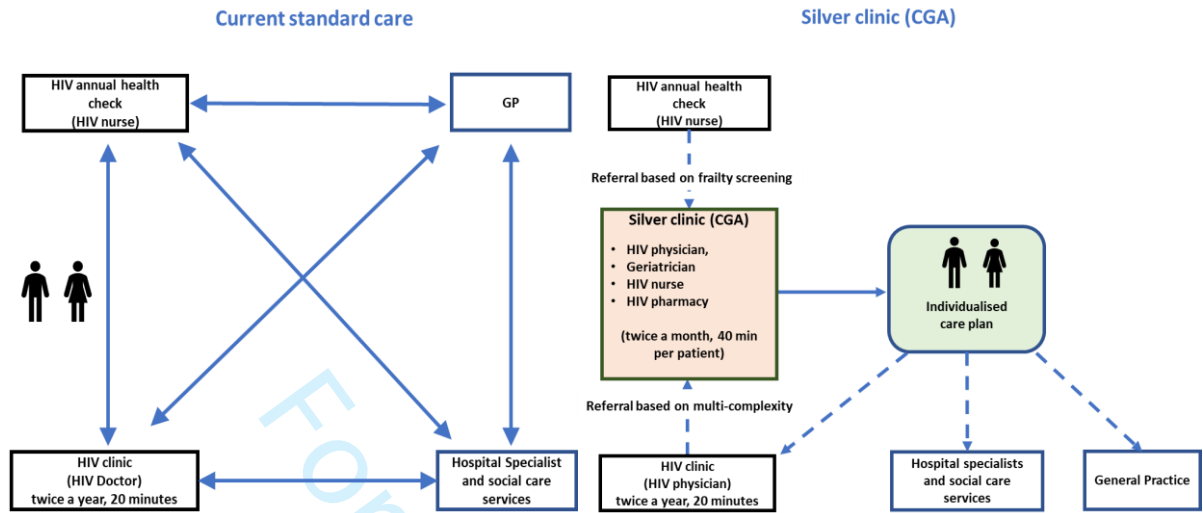 Current standard care
HIV annual health
check
(HIV nurse)
GP
HIV clinic
(HIV Doctor)
twice a year, 20 minutes
Hospital Specialist
and social care
services
For
Silver clinic (CGA)
HIV annual health
check
(HIV nurse)
Referral based on frailty screening
Silver clinic (CGA)
• HIV physician,
• Geriatrician
• HIV nurse
• HIV pharmacy
(twice a month, 40 min
per patient)
Individualised
care plan
Referral based on multi-complexity
HIV clinic
(HIV physician)
twice a year, 20 minutes
Hospital specialists
and social care
services
General Practice